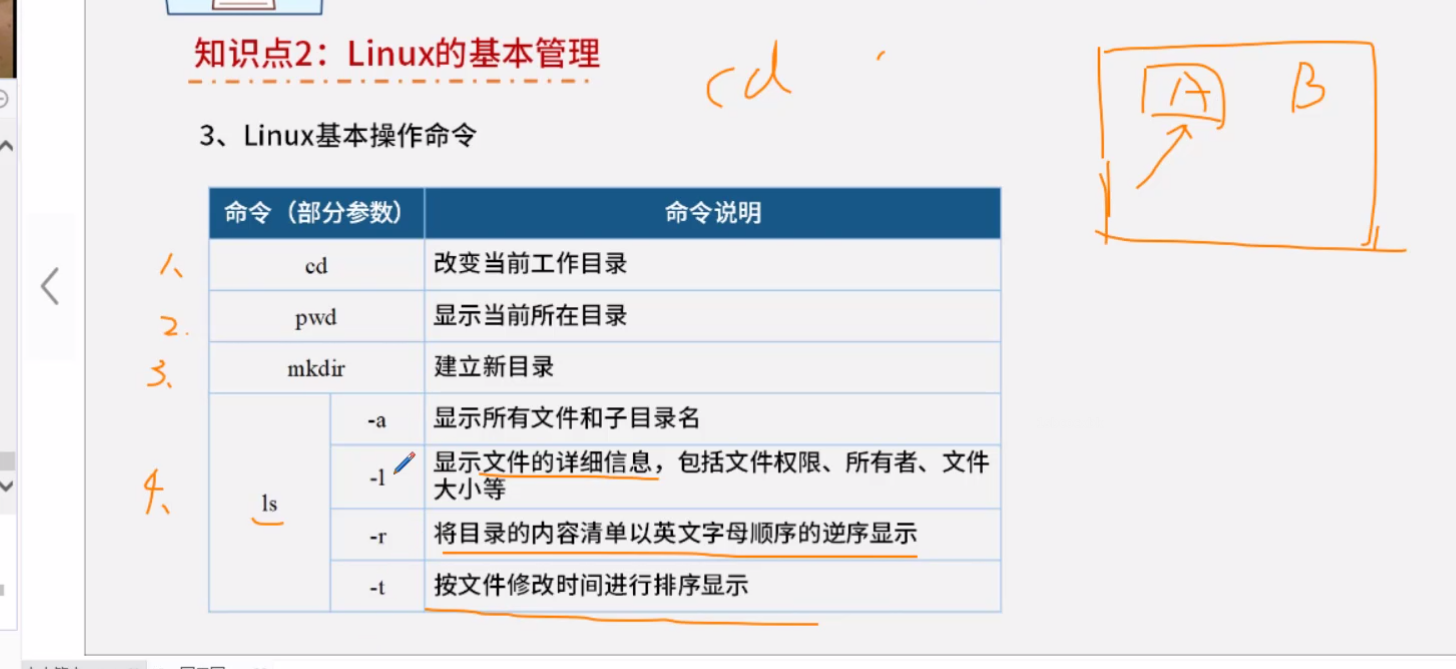 知识点2：Linux的基本管理
cd
A B
3、Linux基本操作命令
命令（部分参数） 命令说明
1、 cd 改变当前工作目录
2. pwd 显示当前所在目录
3、 mkdir 建立新目录
4、 ls
-a 显示所有文件和子目录名
-l 显示文件的详细信息，包括文件权限、所有者、文件
大小等
-r 将目录的内容清单以英文字母顺序的逆序显示
-t 按文件修改时间进行排序显示